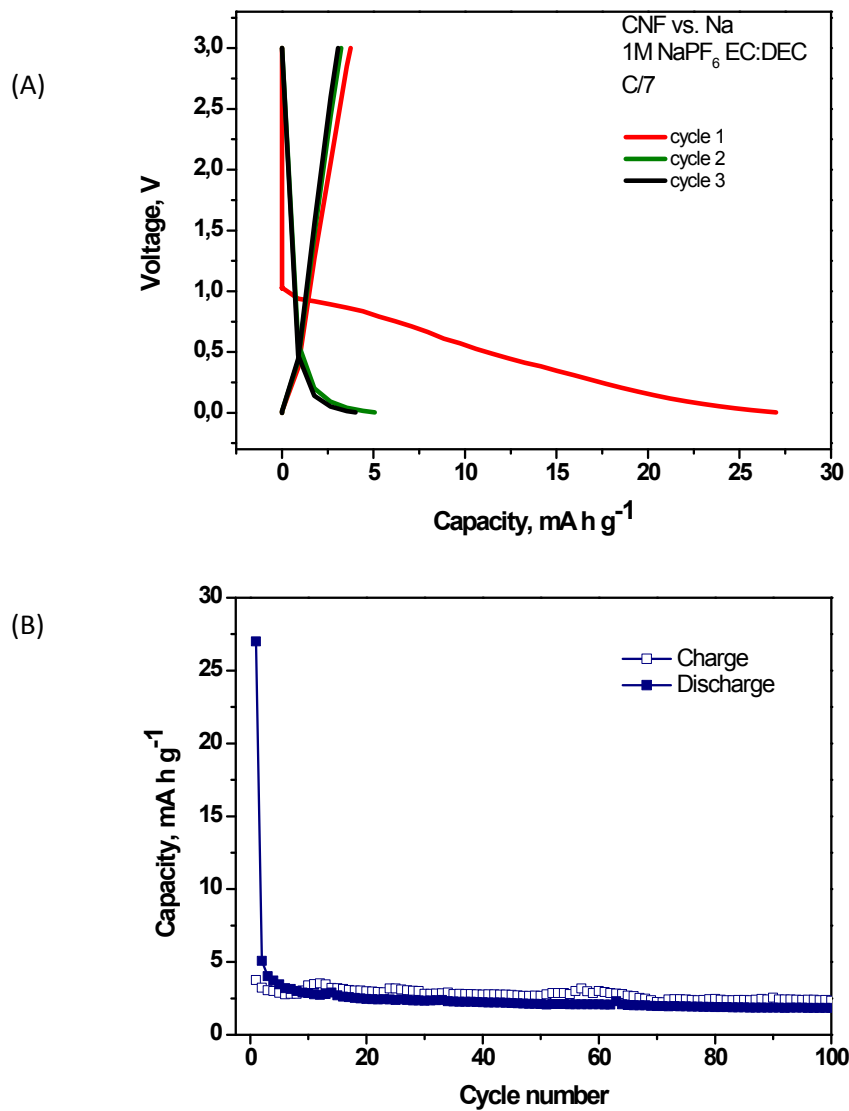 (A)
CNF vs. Na
1M NaPF6 EC:DEC
C/7
cycle 1
cycle 2
cycle 3
3,0
2,5
2,0
1,5
1,0
0,5
0,0
Voltage, V
0 5 10 15 20 25 30
Capacity, mA h g-1
(B)
30
25
20
15
10
5
0
Capacity, mA h g-1
Charge
Discharge
0 20 40 60 80 100
Cycle number